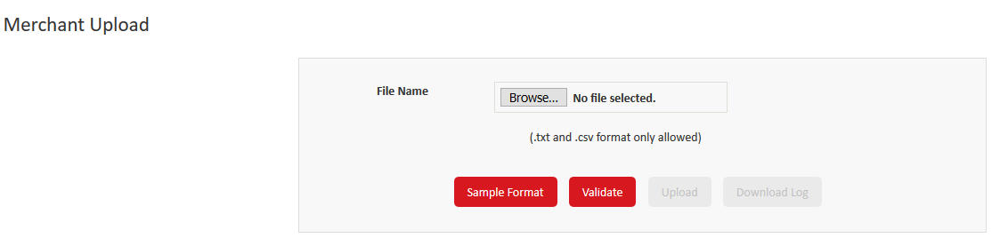 Merchant Upload
File Name
Browse... No file selected.
(.txt and .csv format only allowed)
Sample Format Validate Upload Download Log